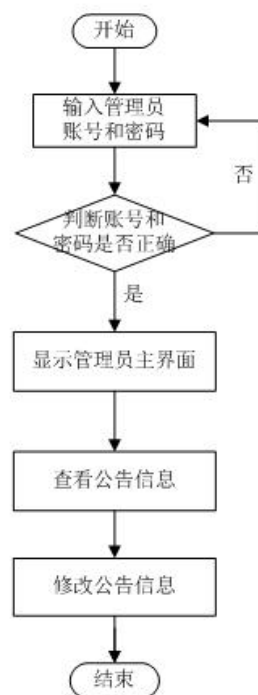 开始
输入管理员
账号和密码
否
判断账号和
密码是否正确
是
显示管理员主界面
查看公告信息
修改公告信息
结束